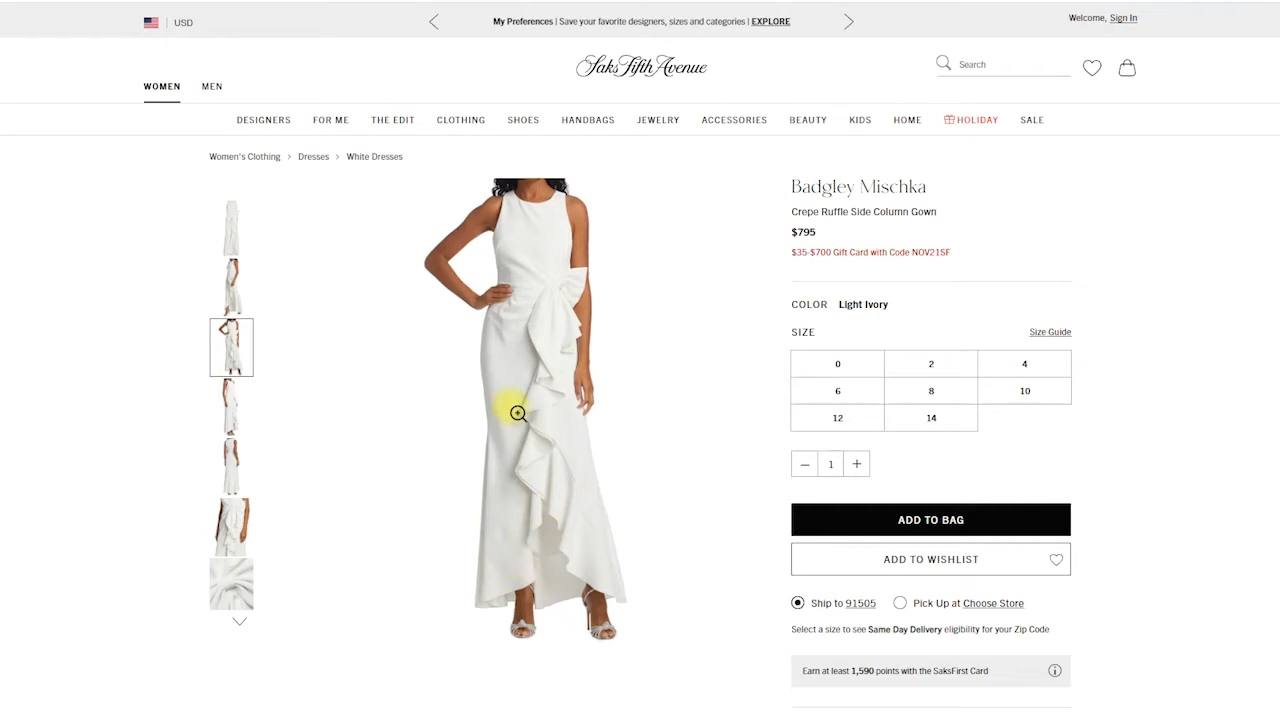 USD
My Preferences | Save your favorite designers, sizes and categories | EXPLORE
Welcome, Sign In
Saks Fifth Avenue
Search
WOMEN MEN
DESIGNERS FOR ME THE EDIT CLOTHING SHOES HANDBAGS JEWELRY ACCESSORIES BEAUTY KIDS HOME HOLIDAY SALE
Women's Clothing > Dresses > White Dresses
Badgley Mischka
Crepe Ruffle Side Column Gown
$795
$35-$700 Gift Card with Code NOV21SF
COLOR Light Ivory
SIZE Size Guide
0 2 4
6 8 10
12 14
– 1 +
ADD TO BAG
ADD TO WISHLIST
Ship to 91505 Pick Up at Choose Store
Select a size to see Same Day Delivery eligibility for your Zip Code
Earn at least 1,590 points with the SaksFirst Card